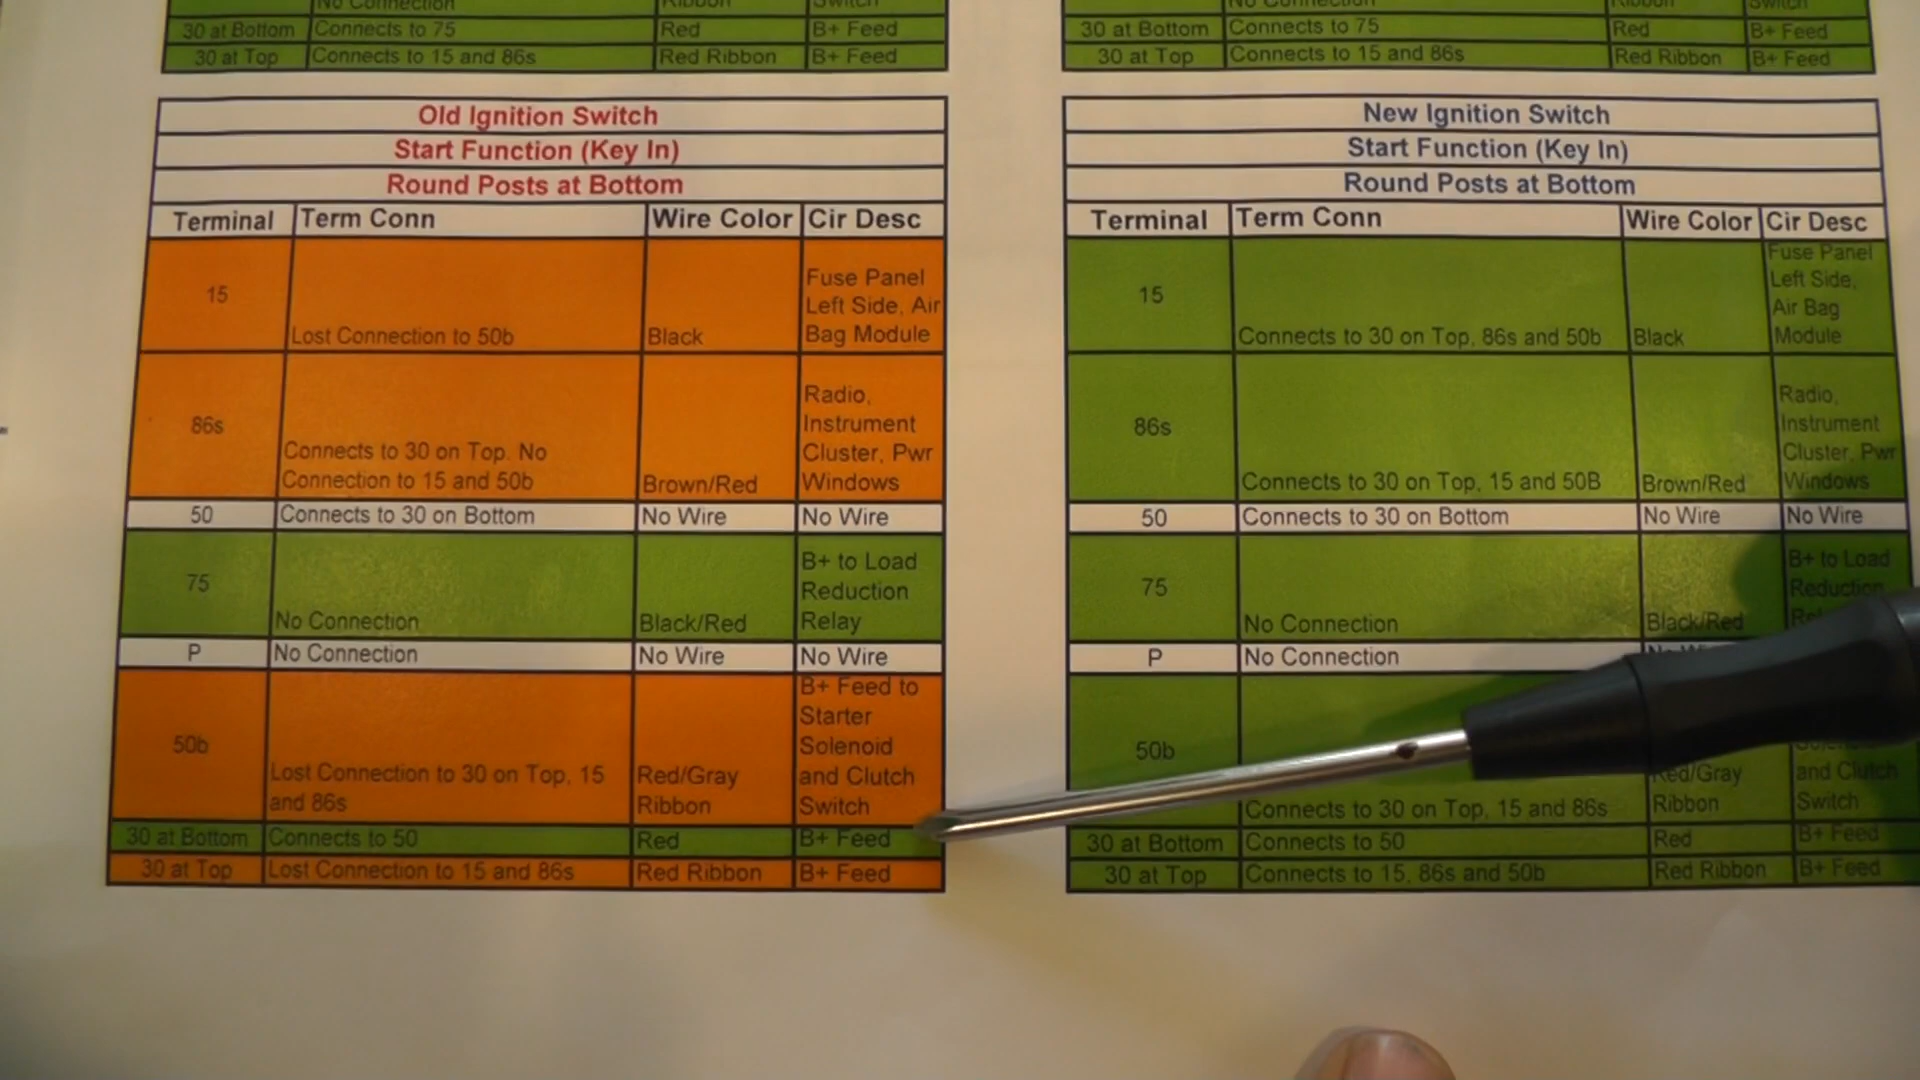 No Connection Ribbon Switch
30 at Bottom Connects to 75 Red B+ Feed
30 at Top Connects to 15 and 86s Red Ribbon B+ Feed
Old Ignition Switch
Start Function (Key In)
Round Posts at Bottom
Terminal Term Conn Wire Color Cir Desc
15 Lost Connection to 50b Black Fuse Panel
Left Side, Air
Bag Module
86s Connects to 30 on Top. No
Connection to 15 and 50b Brown/Red Radio,
Instrument
Cluster, Pwr
Windows
50 Connects to 30 on Bottom No Wire No Wire
75 No Connection Black/Red B+ to Load
Reduction
Relay
P No Connection No Wire No Wire
50b Lost Connection to 30 on Top, 15
and 86s Red/Gray
Ribbon B+ Feed to
Starter
Solenoid
and Clutch
Switch
30 at Bottom Connects to 50 Red B+ Feed
30 at Top Lost Connection to 15 and 86s Red Ribbon B+ Feed
No Connection Ribbon Switch
30 at Bottom Connects to 75 Red B+ Feed
30 at Top Connects to 15 and 86s Red Ribbon B+ Feed
New Ignition Switch
Start Function (Key In)
Round Posts at Bottom
Terminal Term Conn Wire Color Cir Desc
15 Connects to 30 on Top, 86s and 50b Black Fuse Panel
Left Side,
Air Bag
Module
86s Connects to 30 on Top, 15 and 50B Brown/Red Radio,
Instrument
Cluster, Pwr
Windows
50 Connects to 30 on Bottom No Wire No Wire
75 No Connection Black/Red B+ to Load
Reduction
P No Connection
50b Connects to 30 on Top, 15 and 86s Red/Gray
Ribbon
and Clutch
Switch
30 at Bottom Connects to 50 Red B+ Feed
30 at Top Connects to 15, 86s and 50b Red Ribbon B+ Feed